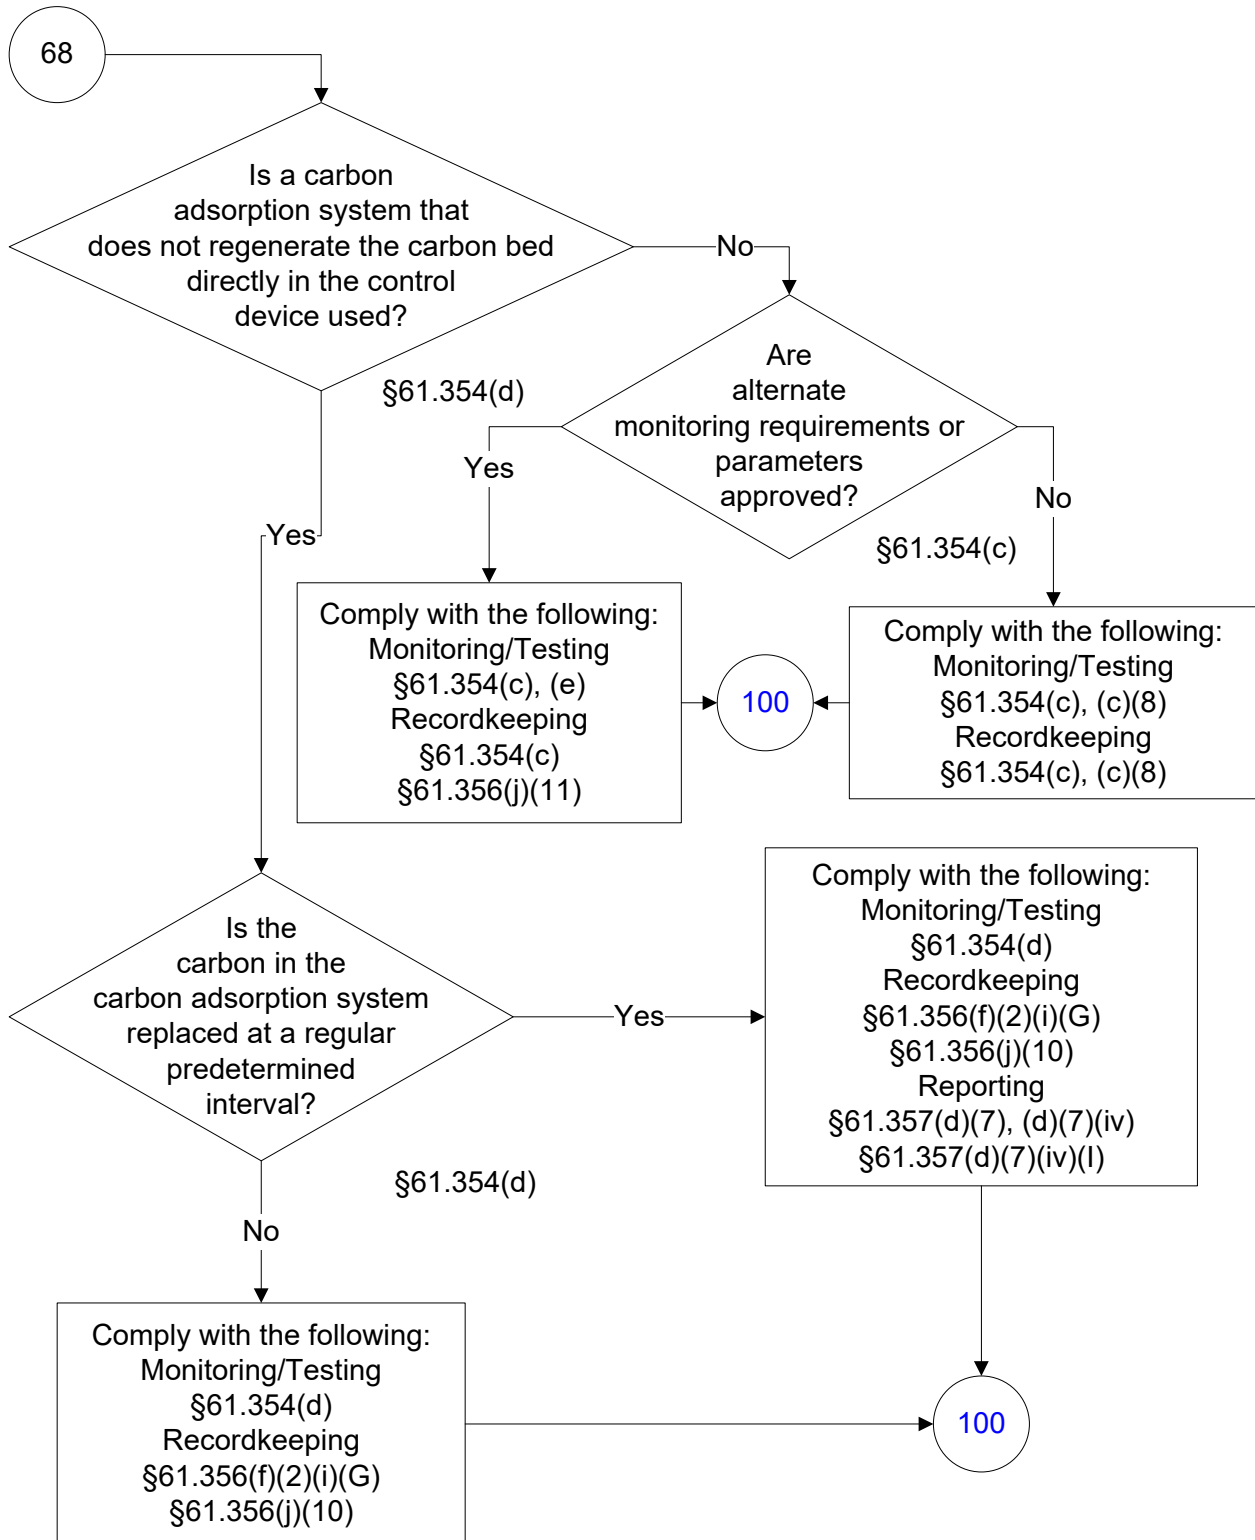 68
Is a carbon
adsorption system that
does not regenerate the carbon bed
directly in the control
device used?
No
§61.354(d)
Are
alternate
monitoring requirements or
parameters
approved?
Yes
No
§61.354(c)
Yes
Comply with the following:
Monitoring/Testing
§61.354(c), (e)
Recordkeeping
§61.354(c)
§61.356(j)(11)
100
Comply with the following:
Monitoring/Testing
§61.354(c), (c)(8)
Recordkeeping
§61.354(c), (c)(8)
Is the
carbon in the
carbon adsorption system
replaced at a regular
predetermined
interval?
Yes
§61.354(d)
Comply with the following:
Monitoring/Testing
§61.354(d)
Recordkeeping
§61.356(f)(2)(i)(G)
§61.356(j)(10)
Reporting
§61.357(d)(7), (d)(7)(iv)
§61.357(d)(7)(iv)(I)
No
Comply with the following:
Monitoring/Testing
§61.354(d)
Recordkeeping
§61.356(f)(2)(i)(G)
§61.356(j)(10)
100